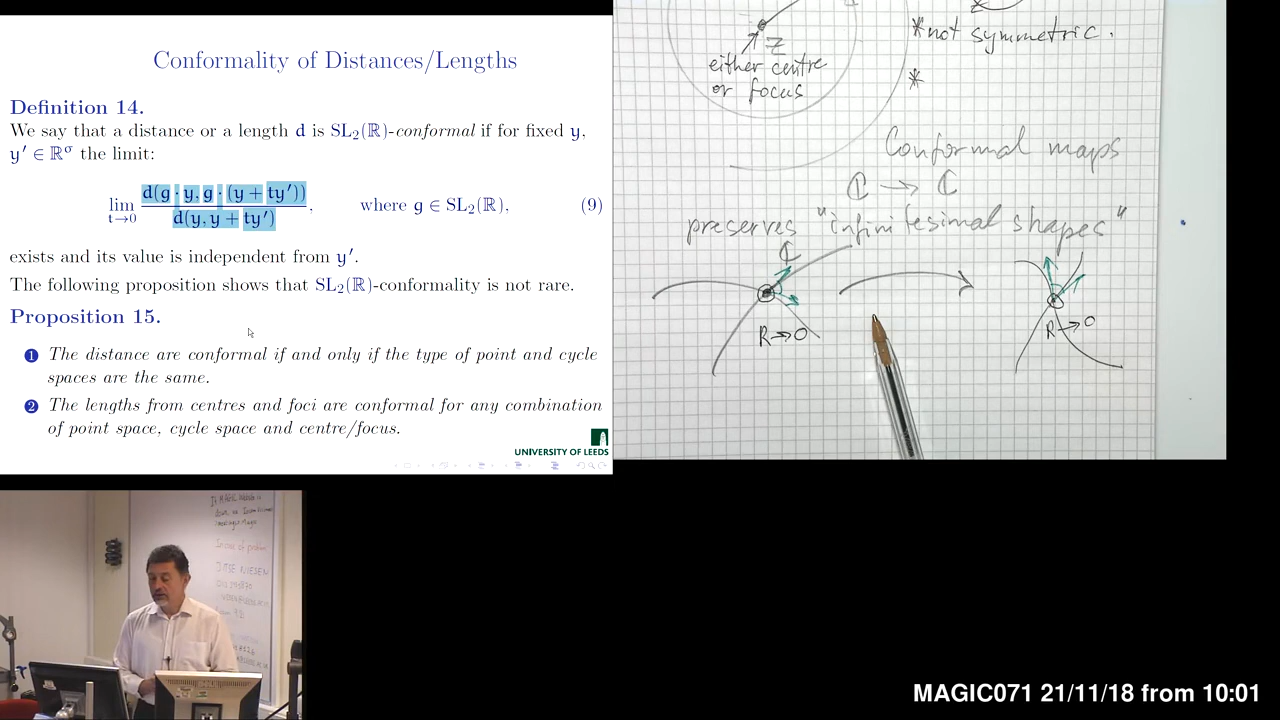 Conformality of Distances/Lengths
Definition 14.
We say that a distance or a length d is SL₂(ℝ)-conformal if for fixed y,
y′ ∈ ℝ^σ the limit:
lim t→0 d(g · y, g · (y + ty′)) / d(y, y + ty′), where g ∈ SL₂(ℝ), (9)
exists and its value is independent from y′.
The following proposition shows that SL₂(ℝ)-conformality is not rare.
Proposition 15.
1 The distance are conformal if and only if the type of point and cycle
spaces are the same.
2 The lengths from centres and foci are conformal for any combination
of point space, cycle space and centre/focus.
UNIVERSITY OF LEEDS
*not symmetric.
z
either centre
or focus
*
Conformal maps
ℂ → ℂ
preserves "infinitesimal shapes"
ℂ
R→0
R→0
MAGIC071 21/11/18 from 10:01